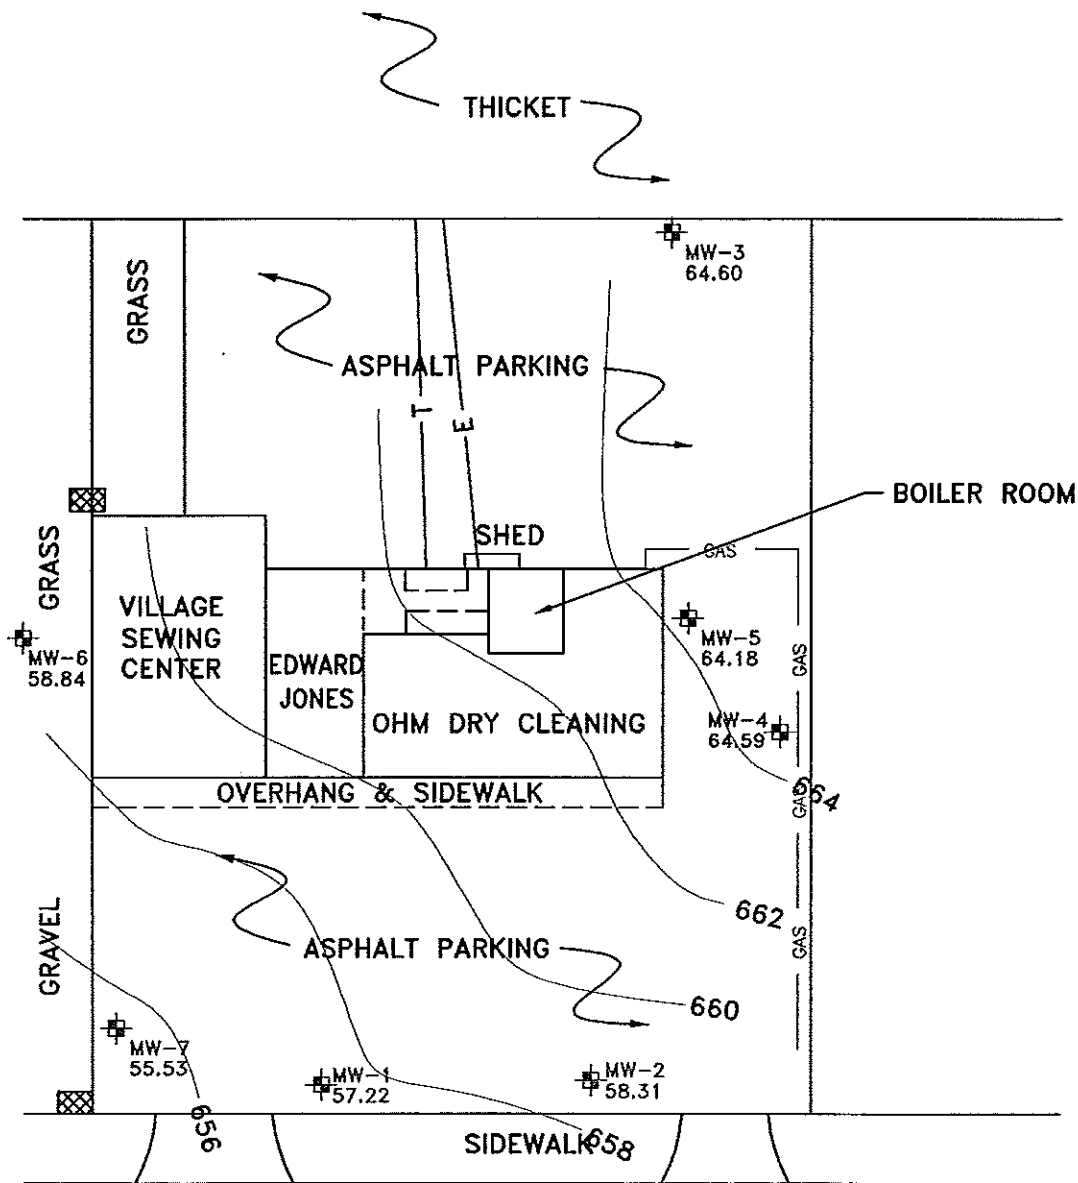 THICKET
MW-3
64.60
GRASS
ASPHALT PARKING
T
E
BOILER ROOM
SHED
GAS
GRASS
VILLAGE
SEWING
CENTER
MW-6
58.84
EDWARD
JONES
OHM DRY CLEANING
MW-5
64.18
GAS
MW-4
64.59
OVERHANG & SIDEWALK
GAS
664
662
GRAVEL
ASPHALT PARKING
GAS
660
MW-7
55.53
MW-1
57.22
MW-2
58.31
656
SIDEWALK
658